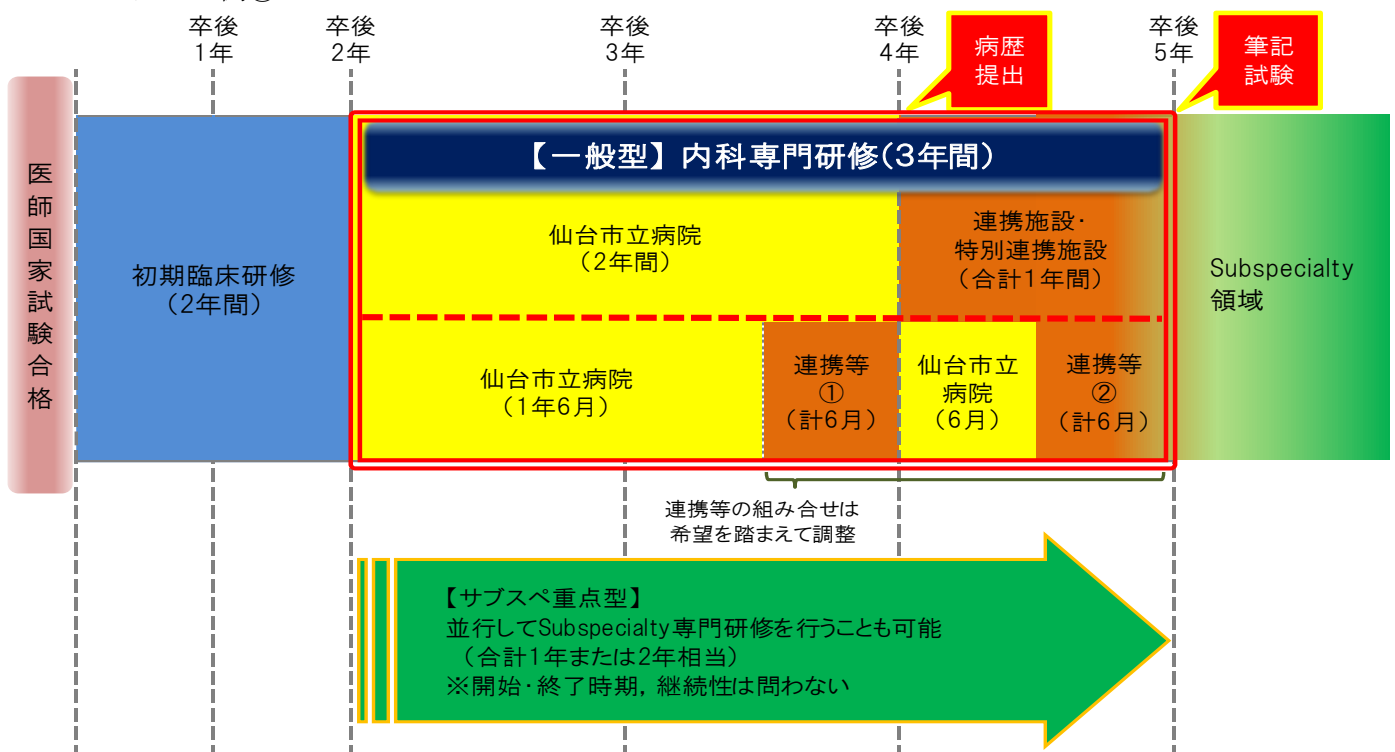 卒後
1年
卒後
2年
卒後
3年
卒後
4年
病歴
提出
卒後
5年
筆記
試験
医師国家試験合格
初期臨床研修
(2年間)
【一般型】内科専門研修(3年間)
仙台市立病院
(2年間)
連携施設・
特別連携施設
(合計1年間)
仙台市立病院
(1年6月)
連携等
①
(計6月)
仙台市立
病院
(6月)
連携等
②
(計6月)
Subspecialty
領域
連携等の組み合せは
希望を踏まえて調整
【サブスペ重点型】
並行してSubspecialty専門研修を行うことも可能
(合計1年または2年相当)
※開始・終了時期,継続性は問わない